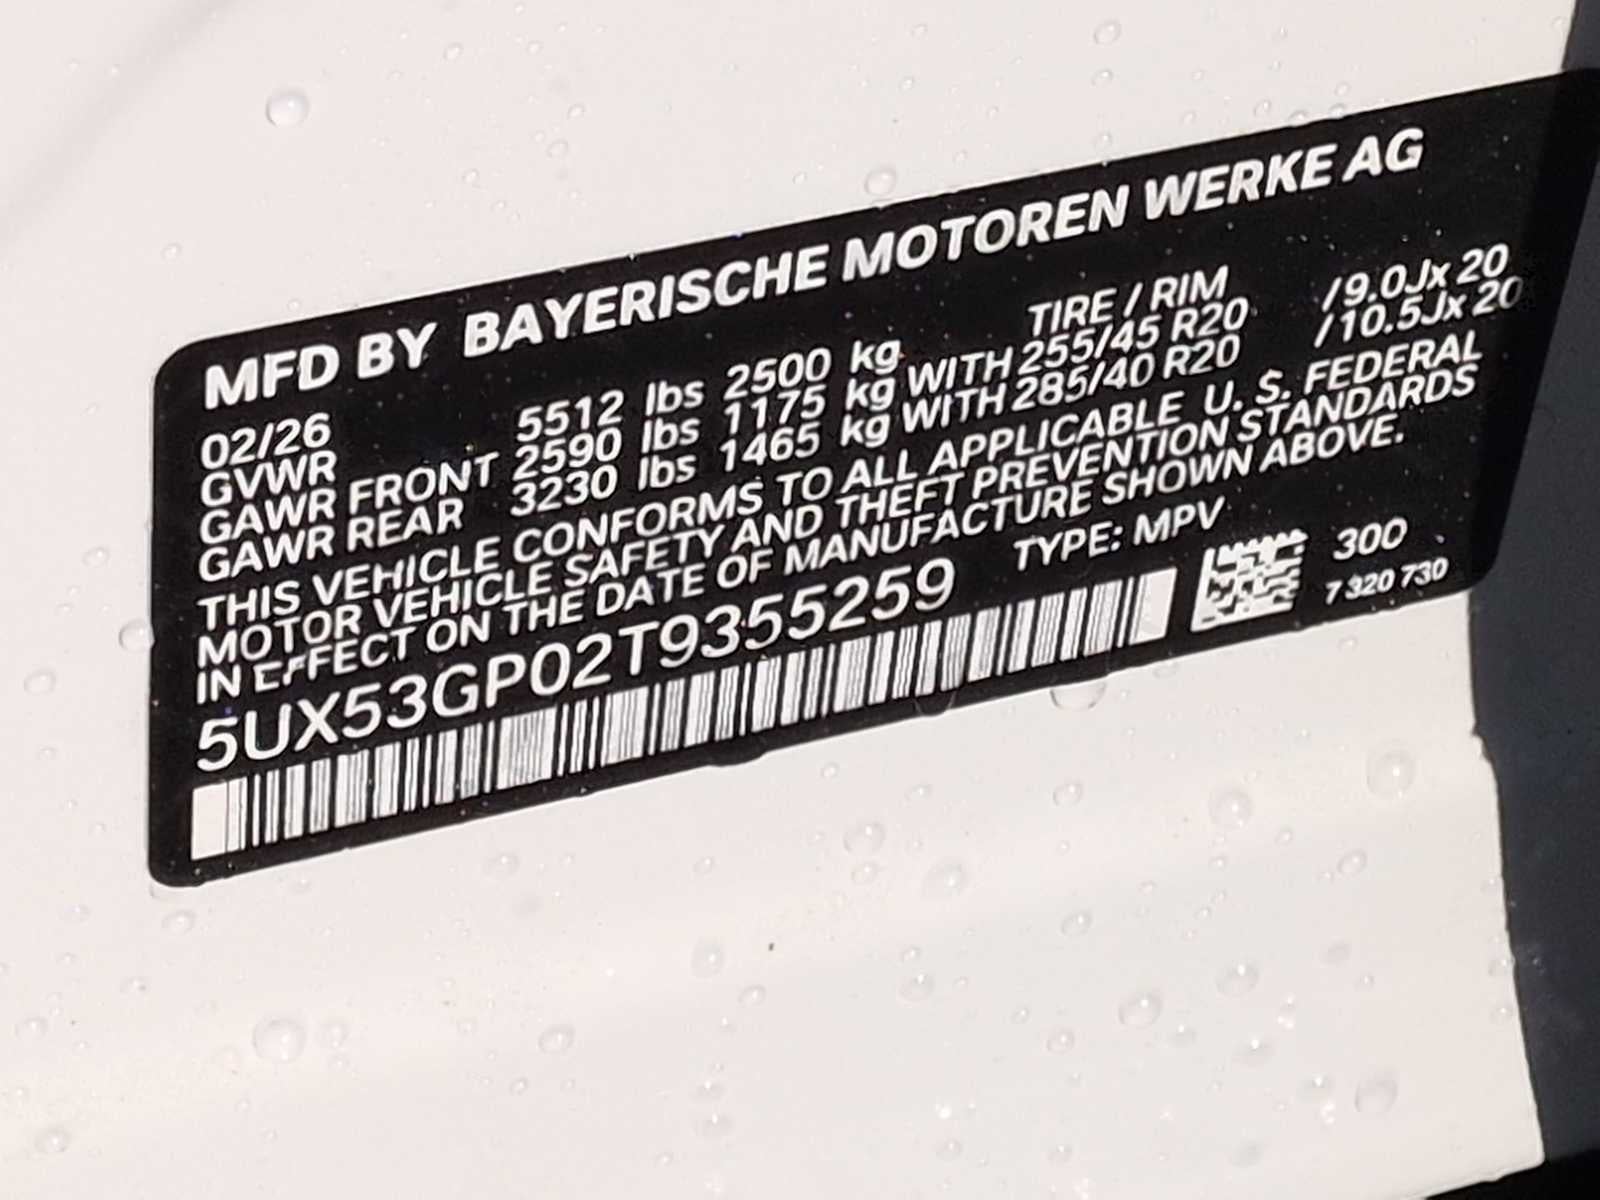 MFD BY BAYERISCHE MOTOREN WERKE AG
02/26 TIRE / RIM
GVWR 5512 lbs 2500 kg
GAWR FRONT 2590 lbs 1175 kg WITH 255/45 R20 /9.0Jx 20
GAWR REAR 3230 lbs 1465 kg WITH 285/40 R20 /10.5Jx 20
THIS VEHICLE CONFORMS TO ALL APPLICABLE U. S. FEDERAL
MOTOR VEHICLE SAFETY AND THEFT PREVENTION STANDARDS
IN EFFECT ON THE DATE OF MANUFACTURE SHOWN ABOVE.
5UX53GP02T9355259 TYPE: MPV
300
7 320 730